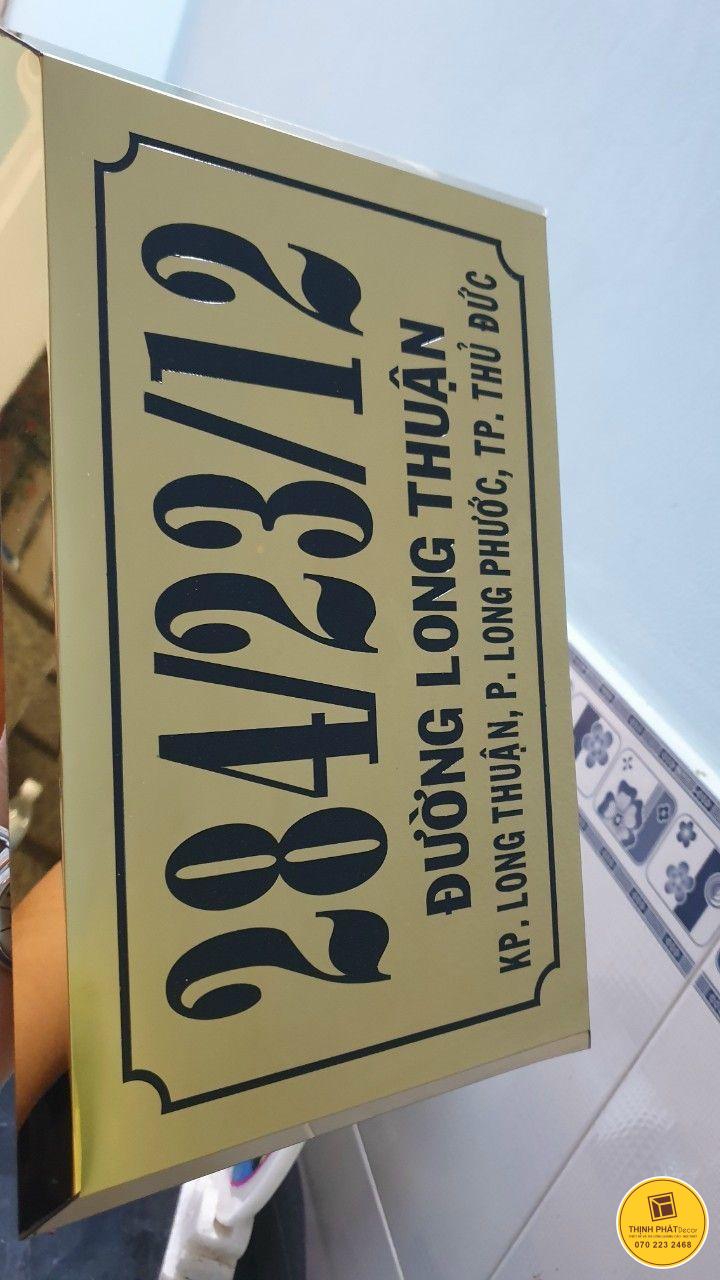 284/23/12
ĐƯỜNG LONG THUẬN
KP. LONG THUẬN, P. LONG PHƯỚC, TP. THỦ ĐỨC
THỊNH PHÁT Decor
070 223 2468